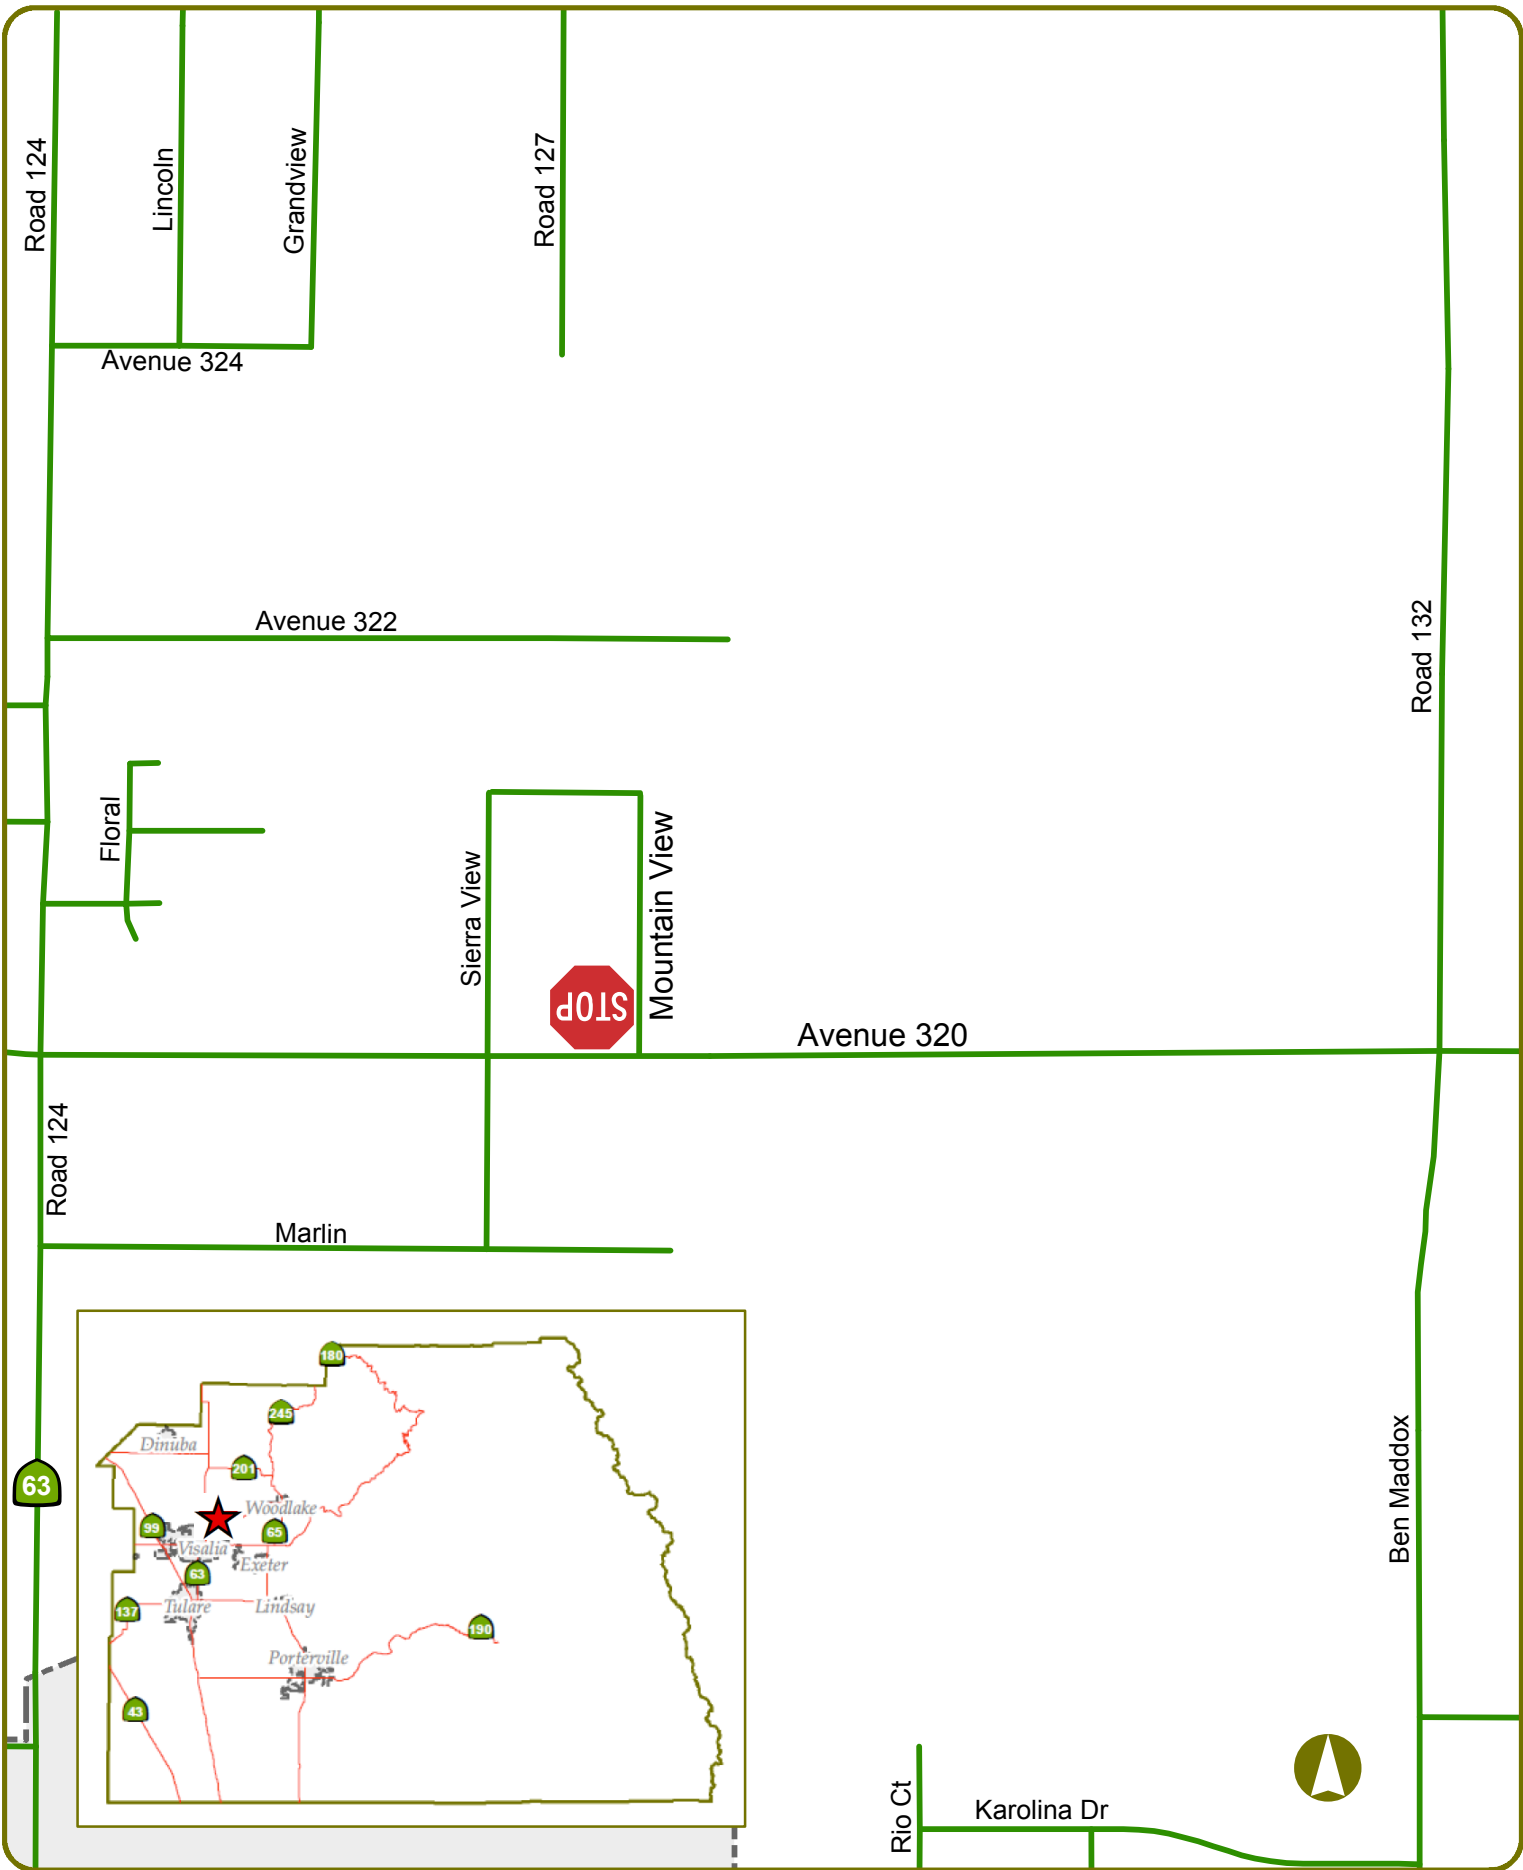 Road 124
Lincoln
Grandview
Road 127
Avenue 324
Avenue 322
Road 132
Floral
Sierra View
Mountain View
STOP
Avenue 320
Road 124
Marlin
180
245
Dinuba
201
Woodlake
99
65
Visalia
Exeter
63
63
137
Tulare
Lindsay
190
Porterville
43
Ben Maddox
Rio Ct
Karolina Dr